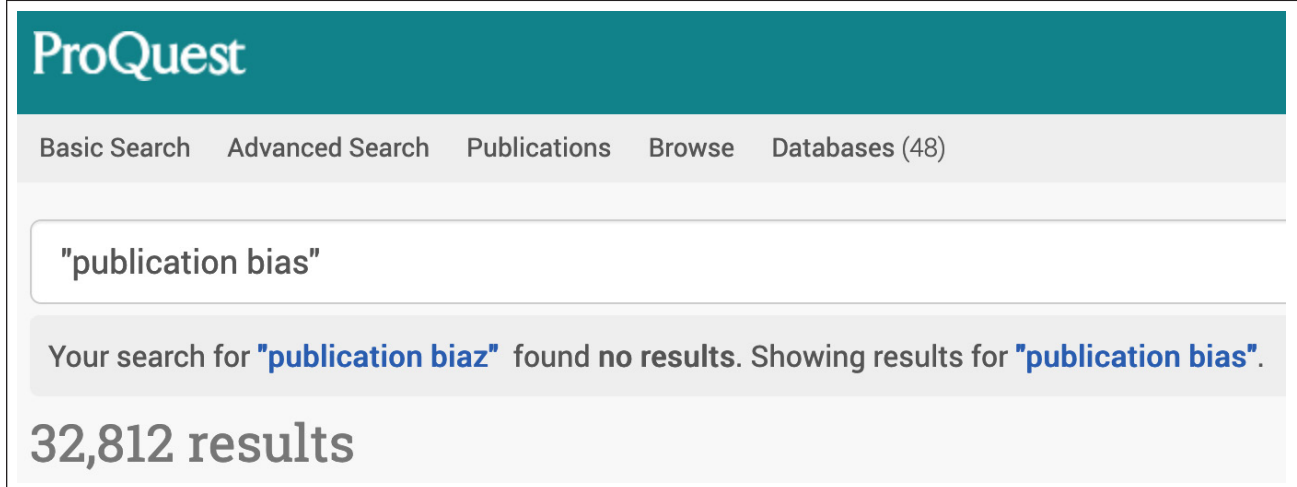 ProQuest
Basic Search Advanced Search Publications Browse Databases (48)
"publication bias"
Your search for "publication biaz" found no results. Showing results for "publication bias".
32,812 results